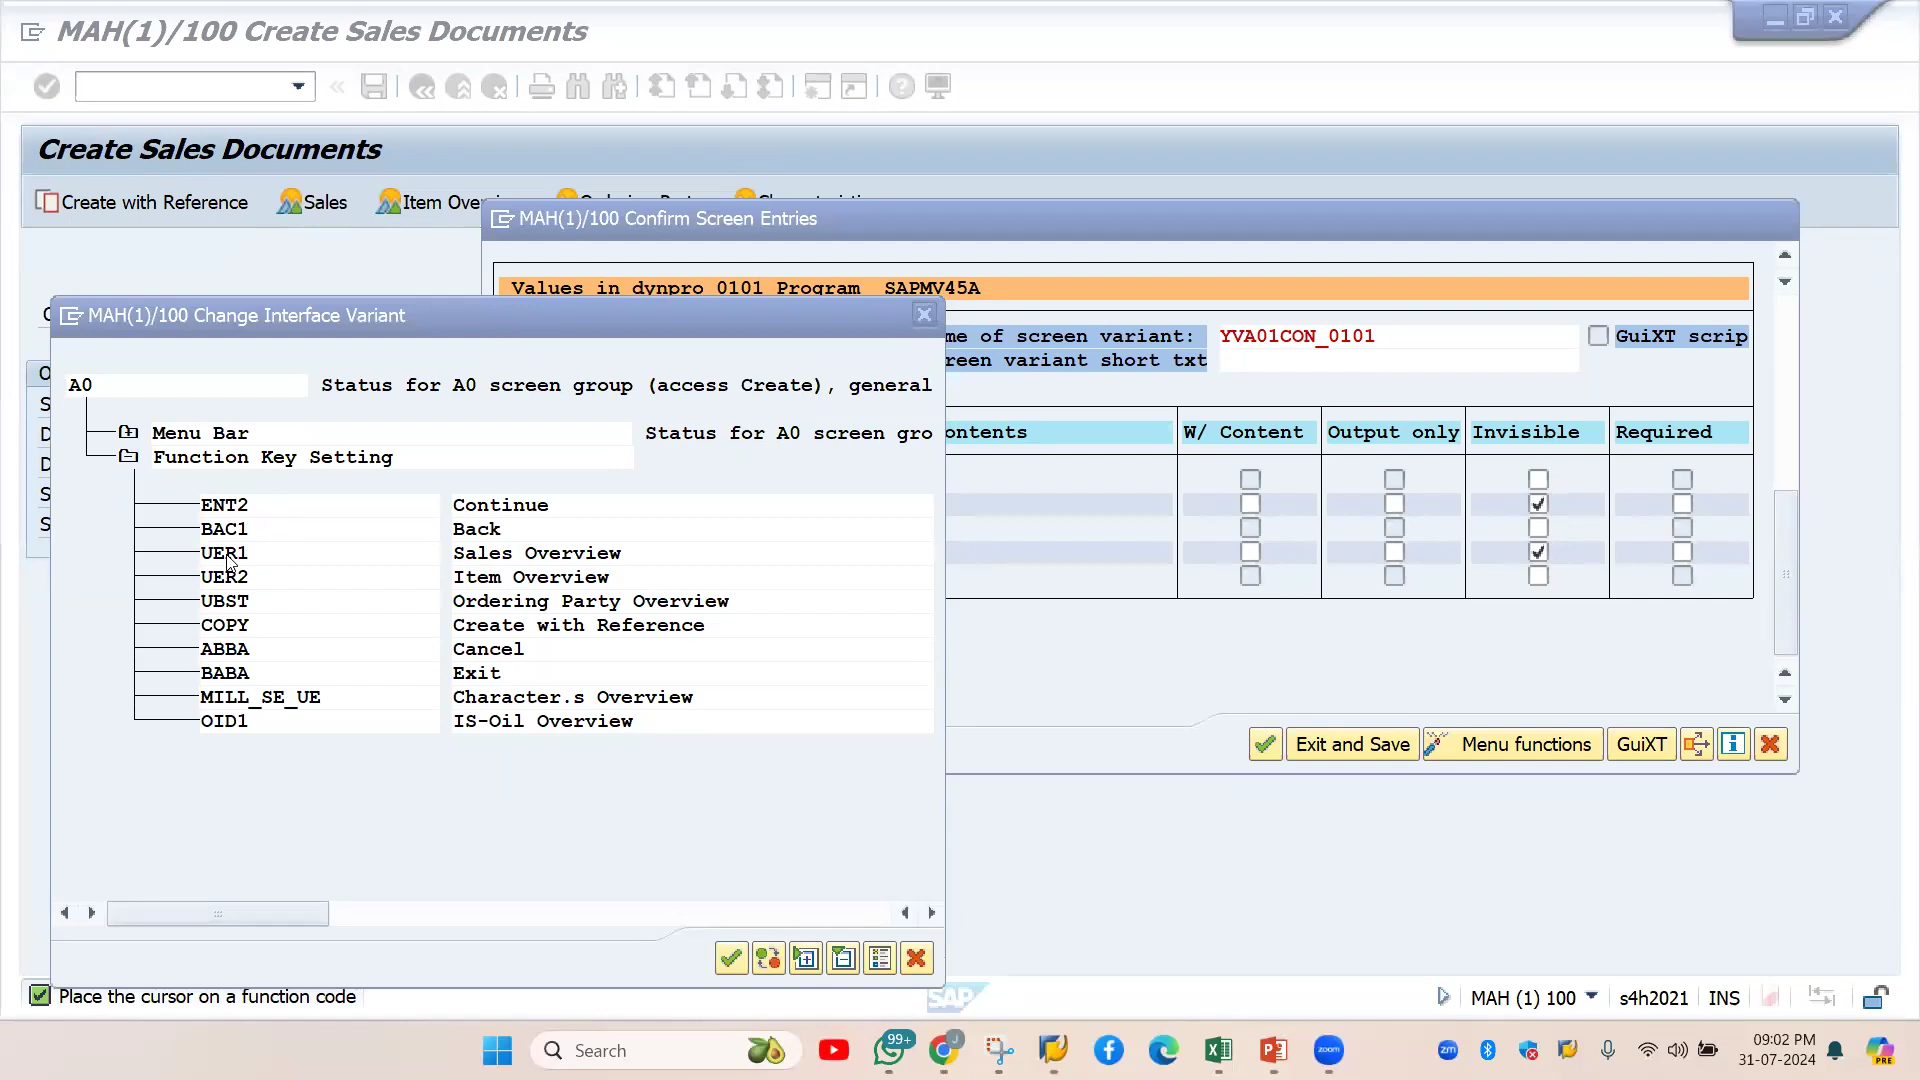 MAH(1)/100 Create Sales Documents
Create Sales Documents
Create with Reference Sales Item Over
MAH(1)/100 Confirm Screen Entries
Values in dynpro 0101 Program SAPMV45A
MAH(1)/100 Change Interface Variant
me of screen variant: YVA01CON_0101 GuiXT scrip
reen variant short txt
A0 Status for A0 screen group (access Create), general
ontents W/ Content Output only Invisible Required
Menu Bar Status for A0 screen gro
Function Key Setting
ENT2 Continue
BAC1 Back
UER1 Sales Overview
UER2 Item Overview
UBST Ordering Party Overview
COPY Create with Reference
ABBA Cancel
BABA Exit
MILL_SE_UE Character.s Overview
OID1 IS-Oil Overview
Exit and Save Menu functions GuiXT
Place the cursor on a function code
SAP
MAH (1) 100 s4h2021 INS
Search
99+
zoom
zm
PRE
09:02 PM
31-07-2024